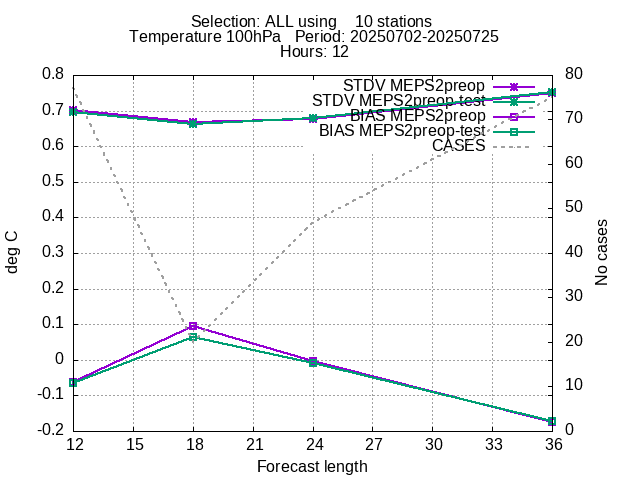 Selection: ALL using    10 stations
Temperature 100hPa   Period: 20250702-20250725
Hours: 12
STDV MEPS2preop
STDV MEPS2preop-test
BIAS MEPS2preop
BIAS MEPS2preop-test
CASES
deg C
0.8
0.7
0.6
0.5
0.4
0.3
0.2
0.1
0
-0.1
-0.2
80
70
60
50
40
30
20
10
0
No cases
12 15 18 21 24 27 30 33 36
Forecast length